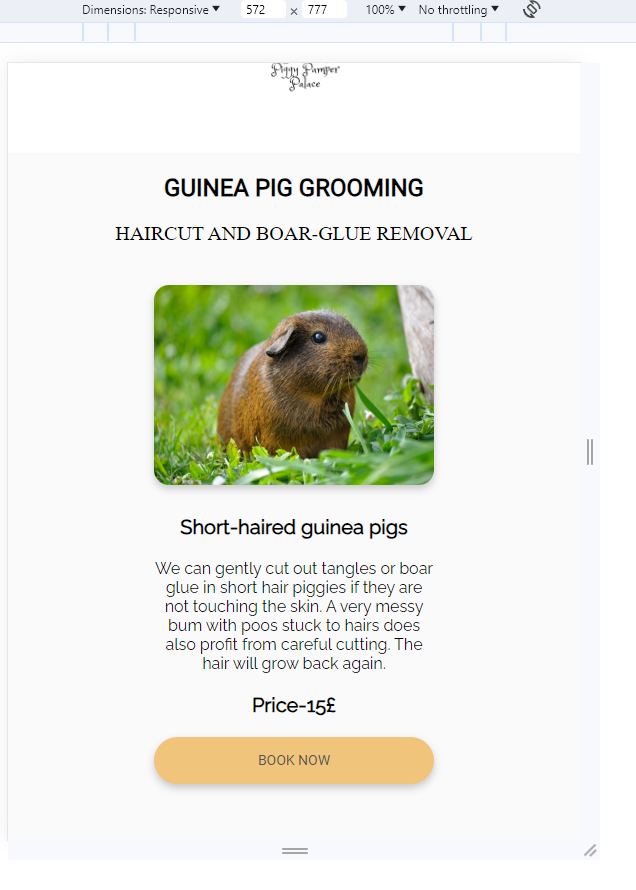 Dimensions: Responsive ▼ 572 × 777 100% ▼ No throttling ▼
Piggy Pamper
Palace
GUINEA PIG GROOMING
HAIRCUT AND BOAR-GLUE REMOVAL
Short-haired guinea pigs
We can gently cut out tangles or boar
glue in short hair piggies if they are
not touching the skin. A very messy
bum with poos stuck to hairs does
also profit from careful cutting. The
hair will grow back again.
Price-15£
BOOK NOW